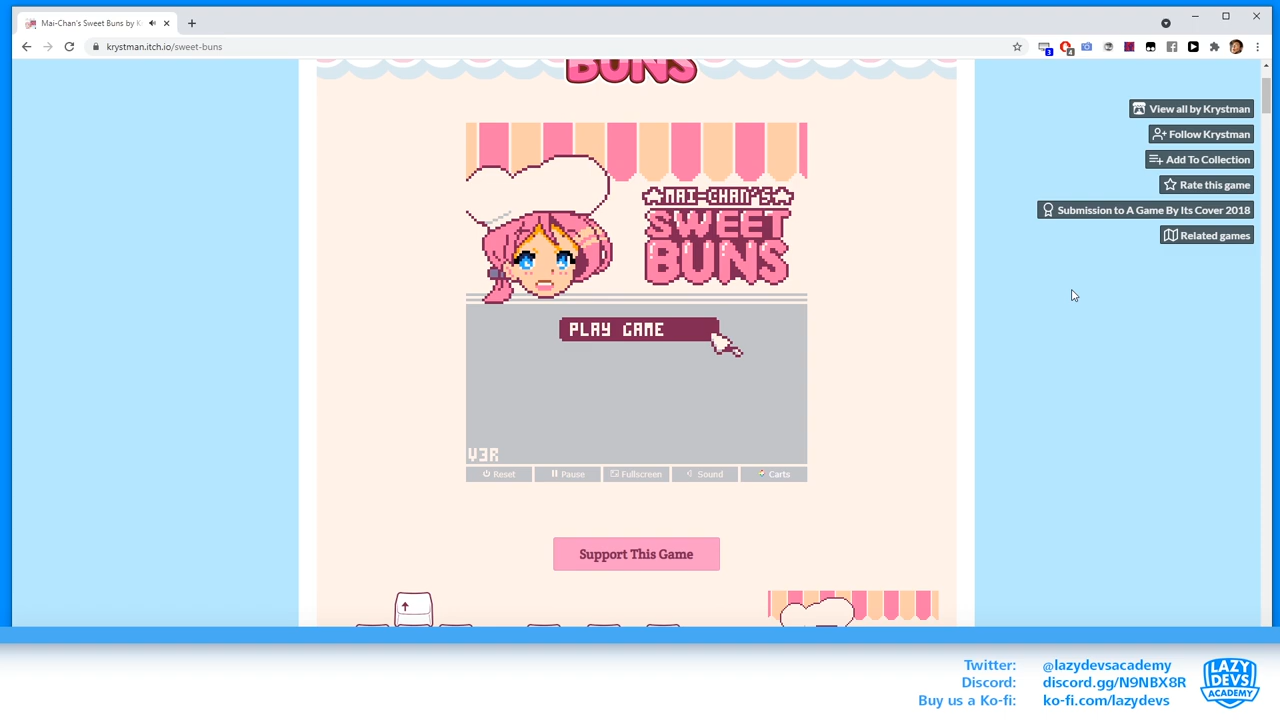 Mai-Chan's Sweet Buns by K
krystman.itch.io/sweet-buns
3
4
BUNS
View all by Krystman
Follow Krystman
Add To Collection
Rate this game
Submission to A Game By Its Cover 2018
Related games
MAI-CHAN'S
SWEET
BUNS
PLAY GAME
V3R
Reset
Pause
Fullscreen
Sound
Carts
Support This Game
Twitter: @lazydevsacademy
Discord: discord.gg/N9NBX8R
Buy us a Ko-fi: ko-fi.com/lazydevs
LAZY
DEVS
ACADEMY